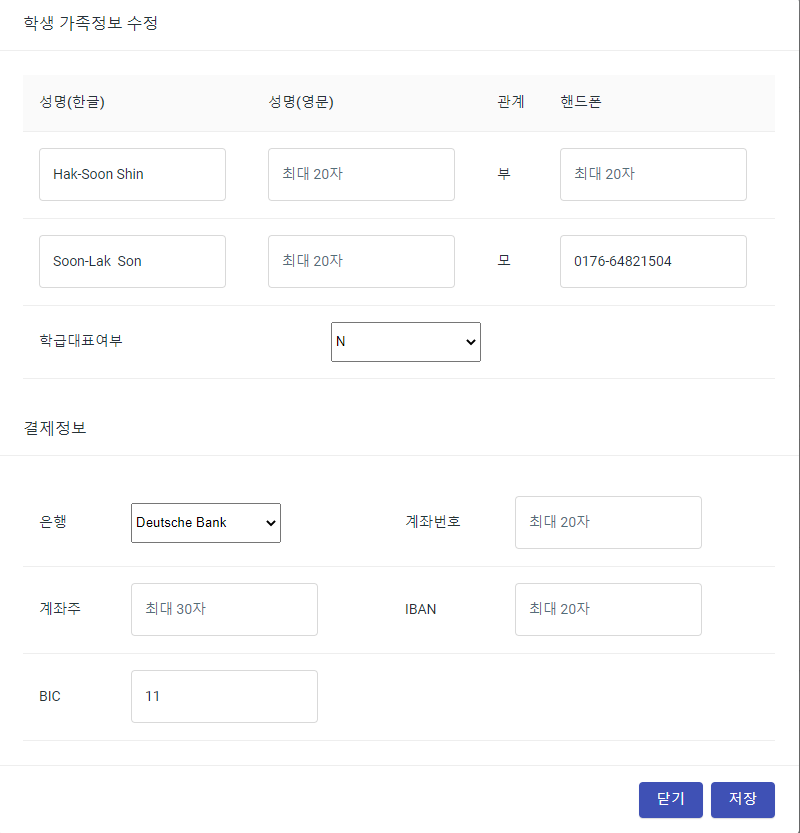 학생 가족정보 수정
성명(한글) 성명(영문) 관계 핸드폰
Hak-Soon Shin 최대 20자 부 최대 20자
Soon-Lak  Son 최대 20자 모 0176-64821504
학급대표여부 N
결제정보
은행 Deutsche Bank 계좌번호 최대 20자
계좌주 최대 30자 IBAN 최대 20자
BIC 11
닫기 저장